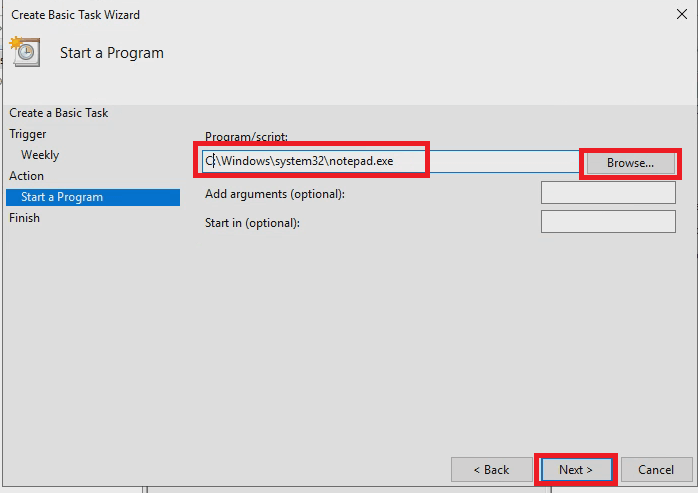 Create Basic Task Wizard
Start a Program
Create a Basic Task
Trigger
Weekly
Action
Start a Program
Finish
Program/script:
C:\Windows\system32\notepad.exe
Browse...
Add arguments (optional):
Start in (optional):
< Back
Next >
Cancel